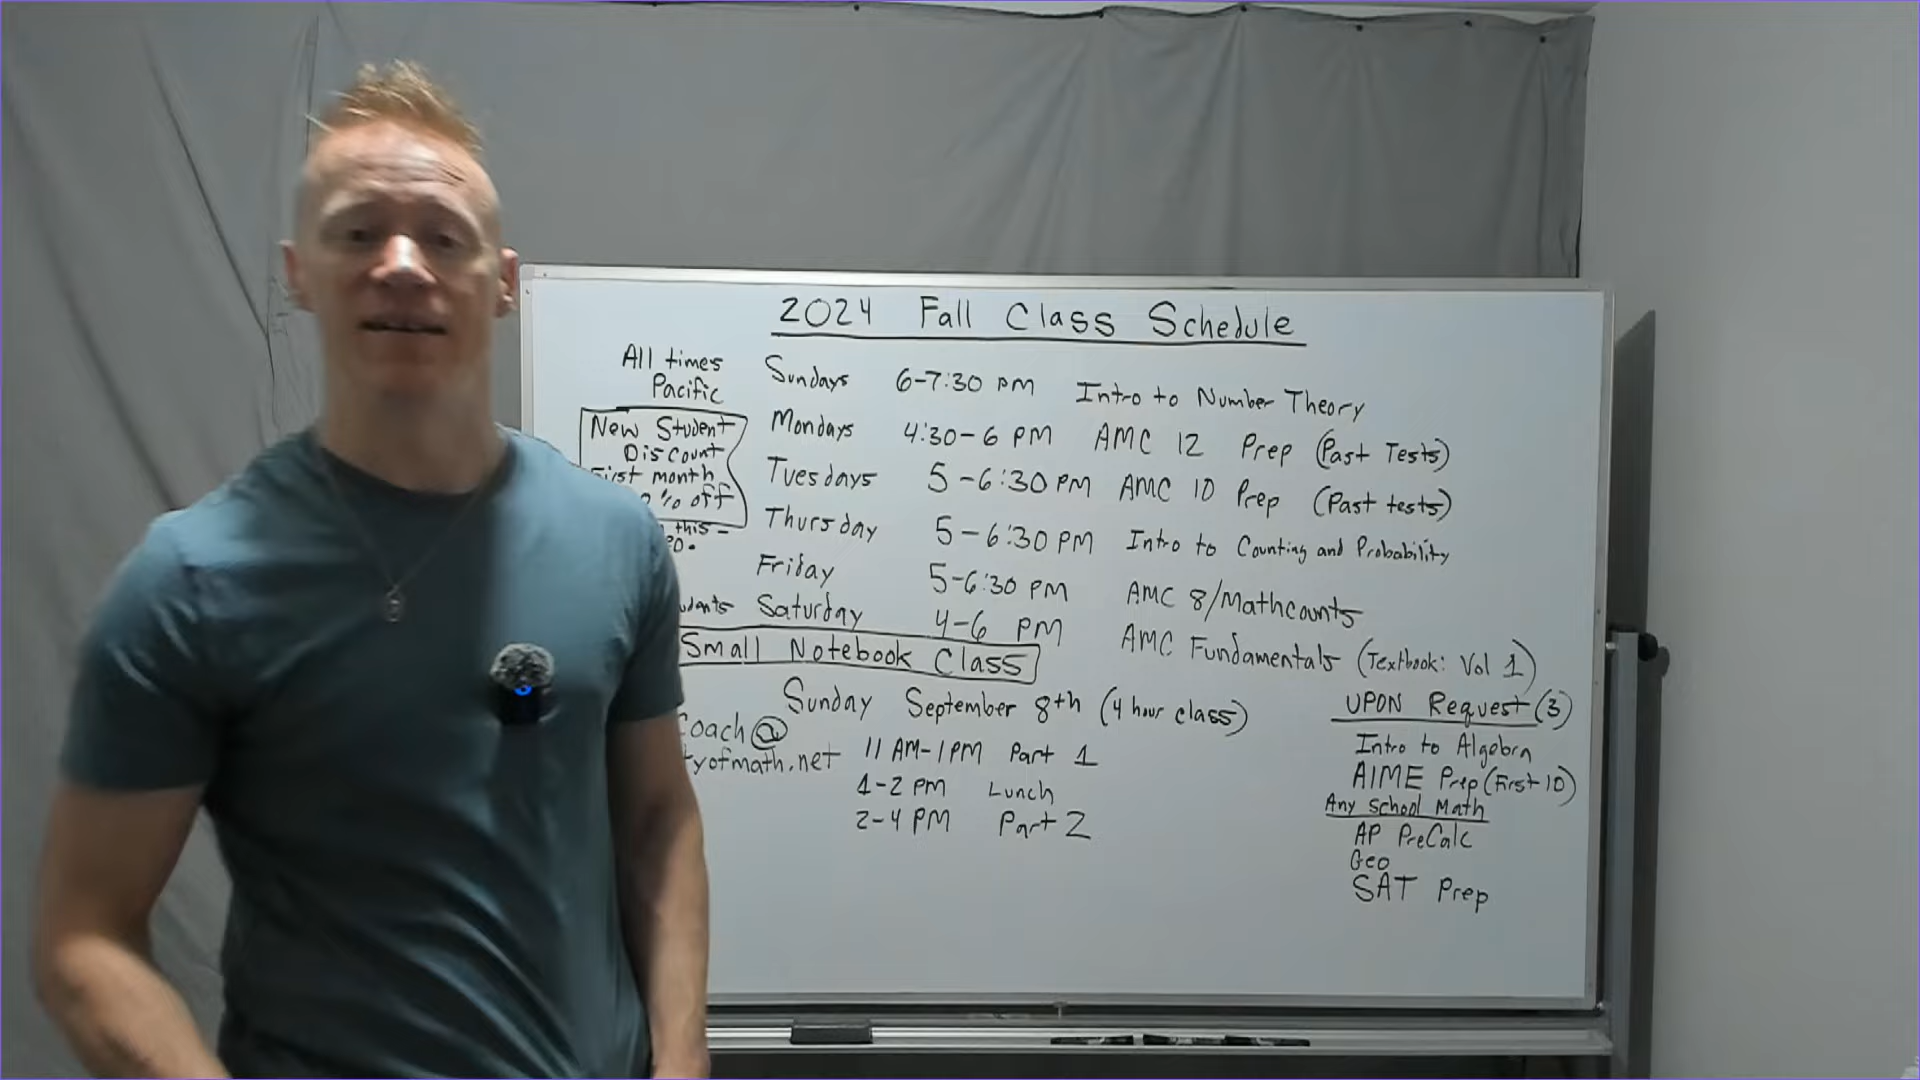 2024 Fall Class Schedule
All times
Pacific
New Student
Discount
First month
% off
this -
Sundays 6-7:30 PM Intro to Number Theory
Mondays 4:30-6 PM AMC 12 Prep (Past Tests)
Tuesdays 5-6:30 PM AMC 10 Prep (Past tests)
Thursday 5-6:30 PM Intro to Counting and Probability
Friday 5-6:30 PM AMC 8/Mathcounts
Saturday 4-6 PM AMC Fundamentals (Textbook: Vol 1)
Small Notebook Class
Sunday September 8th (4 hour class)
Coach@
tyofmath.net
11 AM-1PM Part 1
1-2 PM Lunch
2-4 PM Part 2
UPON Request (3)
Intro to Algebra
AIME Prep (First 10)
Any School Math
AP PreCalc
Geo
SAT Prep